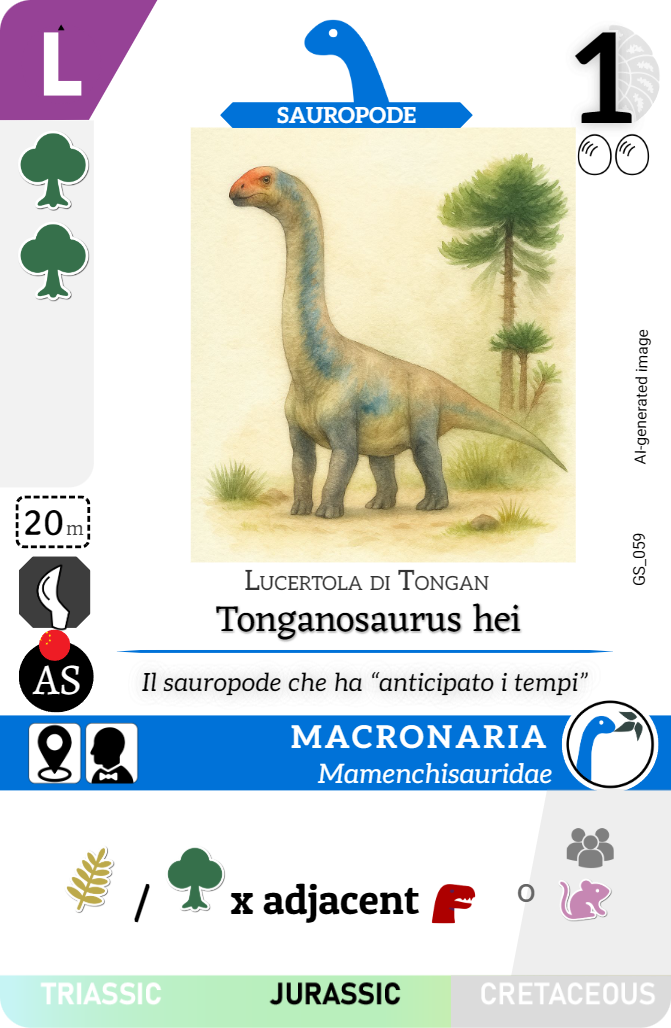 L
SAUROPODE
1
AI-generated image
GS_059
20m
AS
Lucertola di Tongan
Tonganosaurus hei
Il sauropode che ha “anticipato i tempi”
MACRONARIA
Mamenchisauridae
/ x adjacent o
TRIASSIC JURASSIC CRETACEOUS